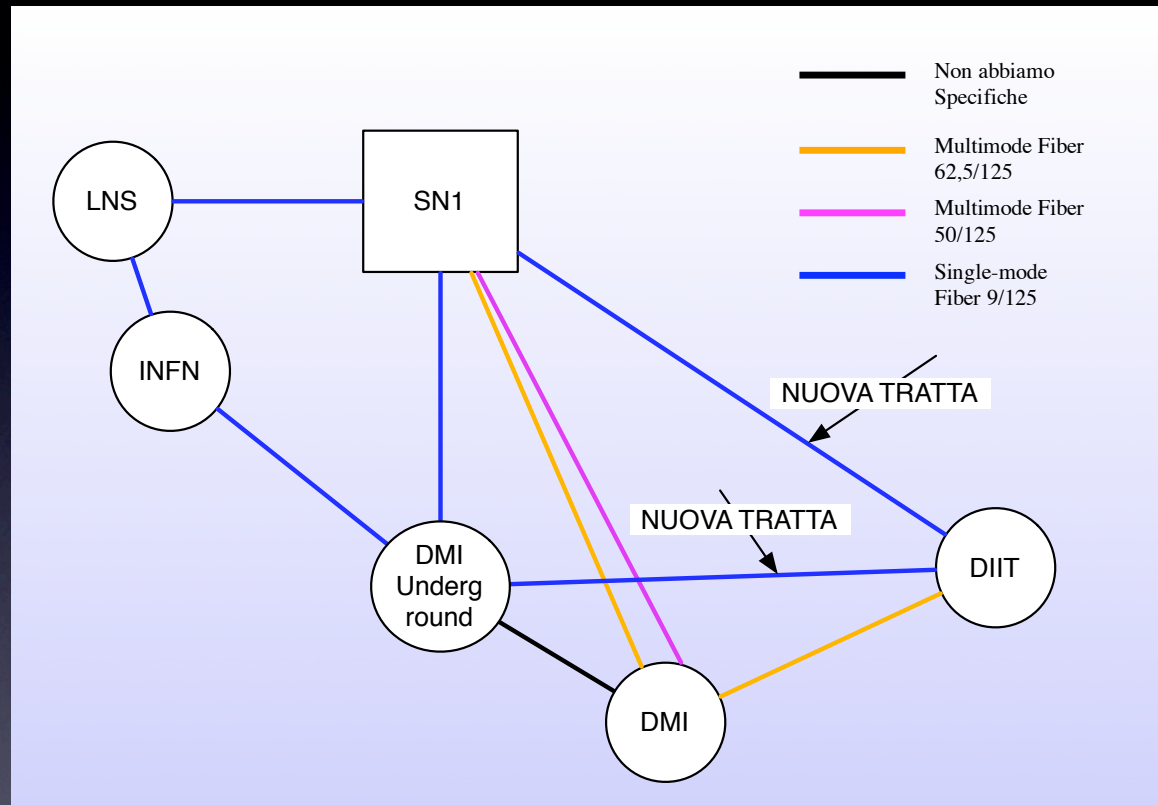 Non abbiamo
Specifiche
Multimode Fiber
62,5/125
Multimode Fiber
50/125
Single-mode
Fiber 9/125
LNS
SN1
INFN
NUOVA TRATTA
NUOVA TRATTA
DMI
Underg
round
DIIT
DMI